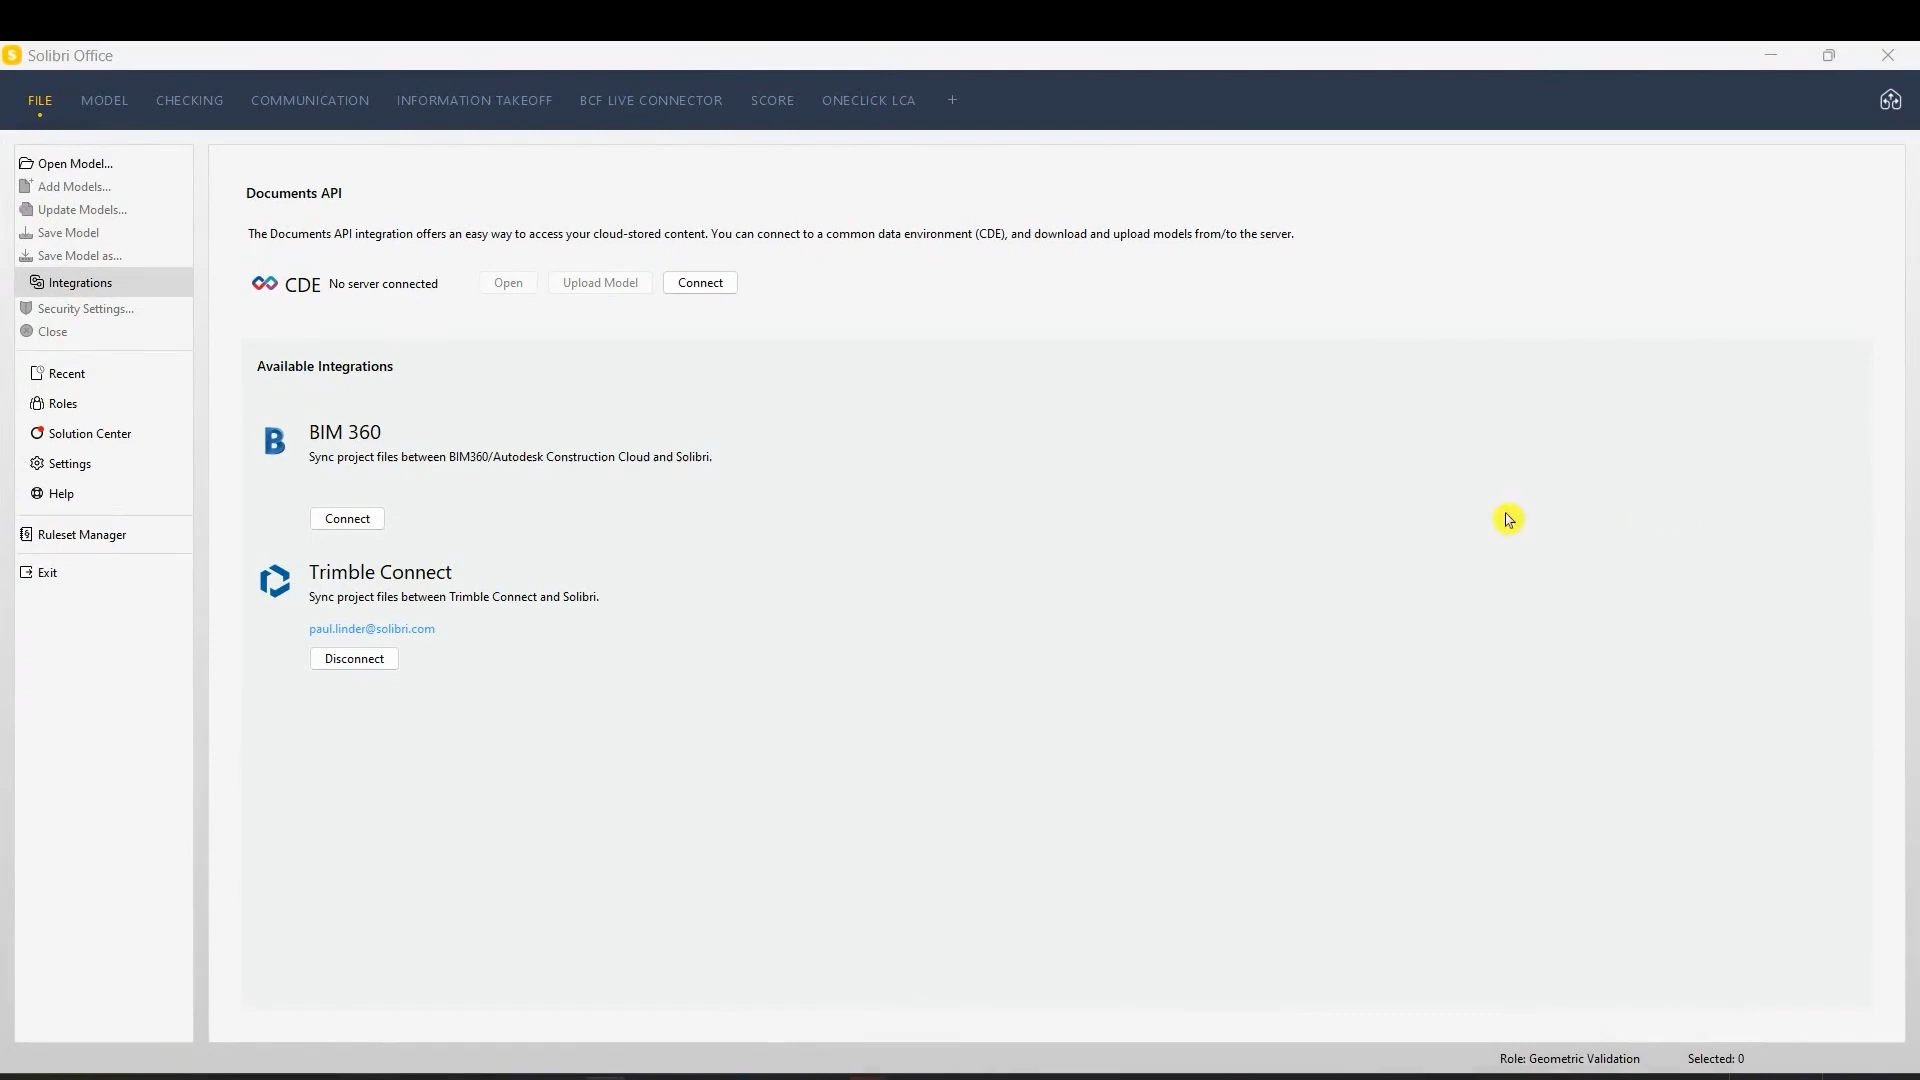 S Solibri Office
FILE MODEL CHECKING COMMUNICATION INFORMATION TAKEOFF BCF LIVE CONNECTOR SCORE ONECLICK LCA +
Open Model...
Add Models...
Update Models...
Save Model
Save Model as...
Integrations
Security Settings...
Close
Recent
Roles
Solution Center
Settings
Help
Ruleset Manager
Exit
Documents API
The Documents API integration offers an easy way to access your cloud-stored content. You can connect to a common data environment (CDE), and download and upload models from/to the server.
CDE No server connected Open Upload Model Connect
Available Integrations
B BIM 360
Sync project files between BIM360/Autodesk Construction Cloud and Solibri.
Connect
Trimble Connect
Sync project files between Trimble Connect and Solibri.
paul.linder@solibri.com
Disconnect
Role: Geometric Validation Selected: 0